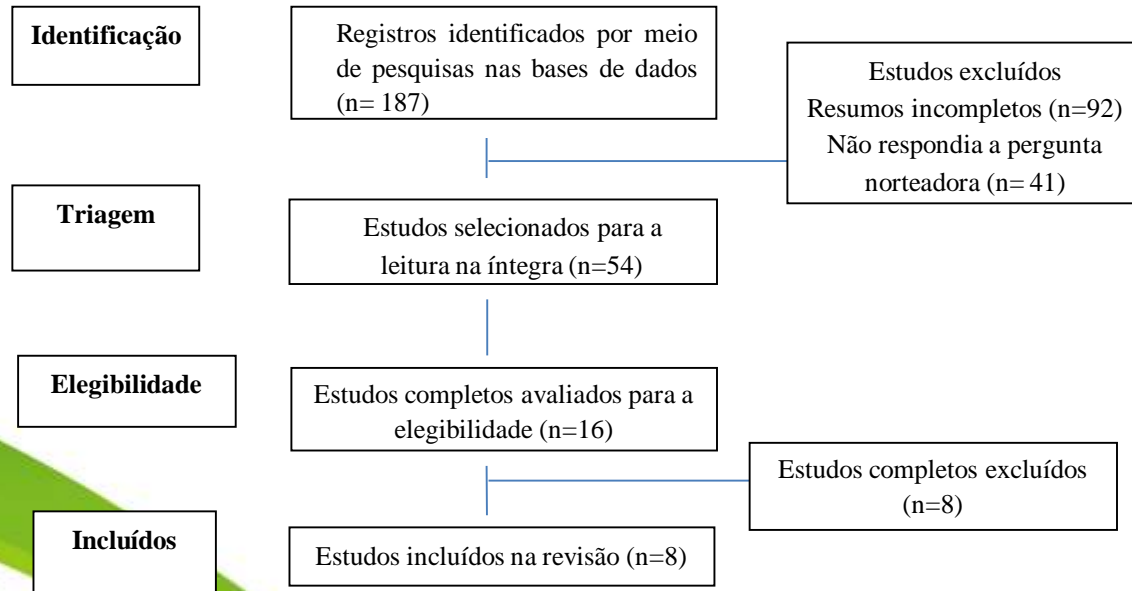 Identificação
Registros identificados por meio
de pesquisas nas bases de dados
(n= 187)
Estudos excluídos
Resumos incompletos (n=92)
Não respondia a pergunta
norteadora (n= 41)
Triagem
Estudos selecionados para a
leitura na íntegra (n=54)
Elegibilidade
Estudos completos avaliados para a
elegibilidade (n=16)
Estudos completos excluídos
(n=8)
Incluídos
Estudos incluídos na revisão (n=8)